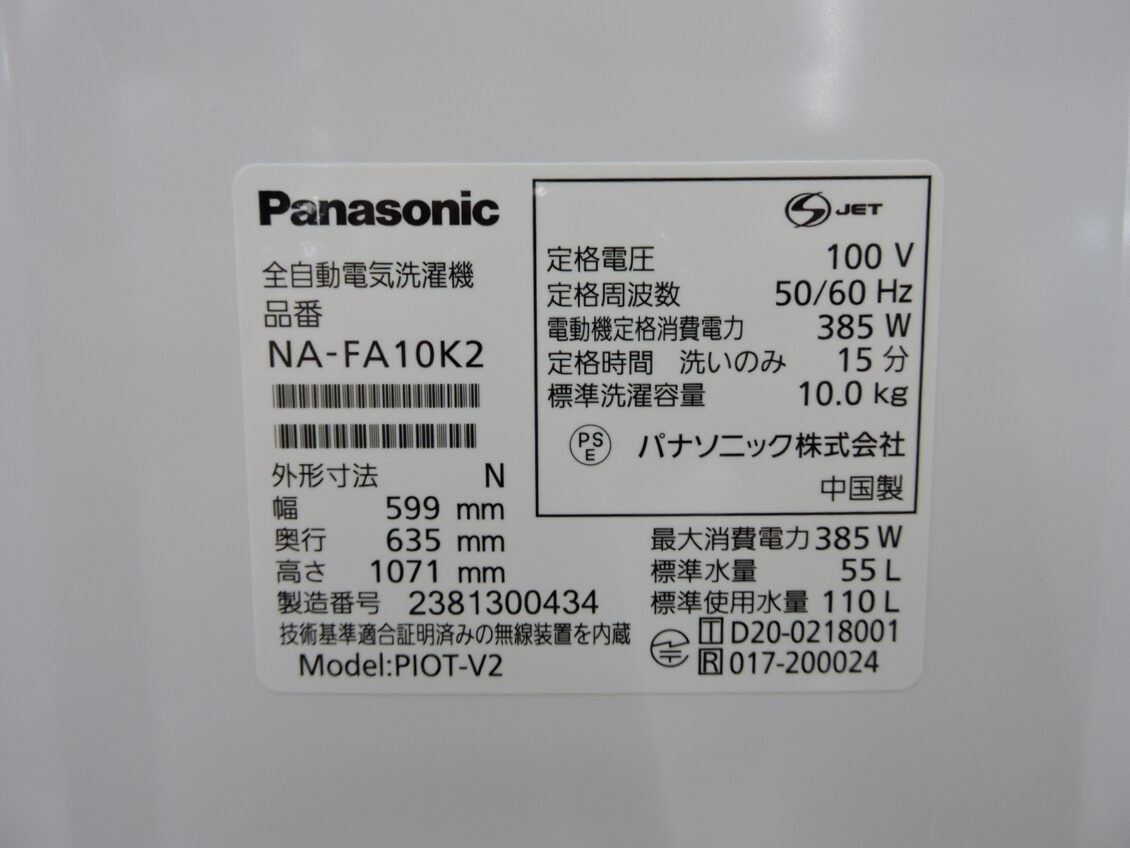 Panasonic
全自動電気洗濯機
品番
NA-FA10K2
外形寸法 N
幅 599 mm
奥行 635 mm
高さ 1071 mm
製造番号 2381300434
技術基準適合証明済みの無線装置を内蔵
Model:PIOT-V2
S JET
定格電圧 100 V
定格周波数 50/60 Hz
電動機定格消費電力 385 W
定格時間 洗いのみ 15 分
標準洗濯容量 10.0 kg
PS
E
パナソニック株式会社
中国製
最大消費電力 385 W
標準水量 55 L
標準使用水量 110 L
T D20-0218001
R 017-200024